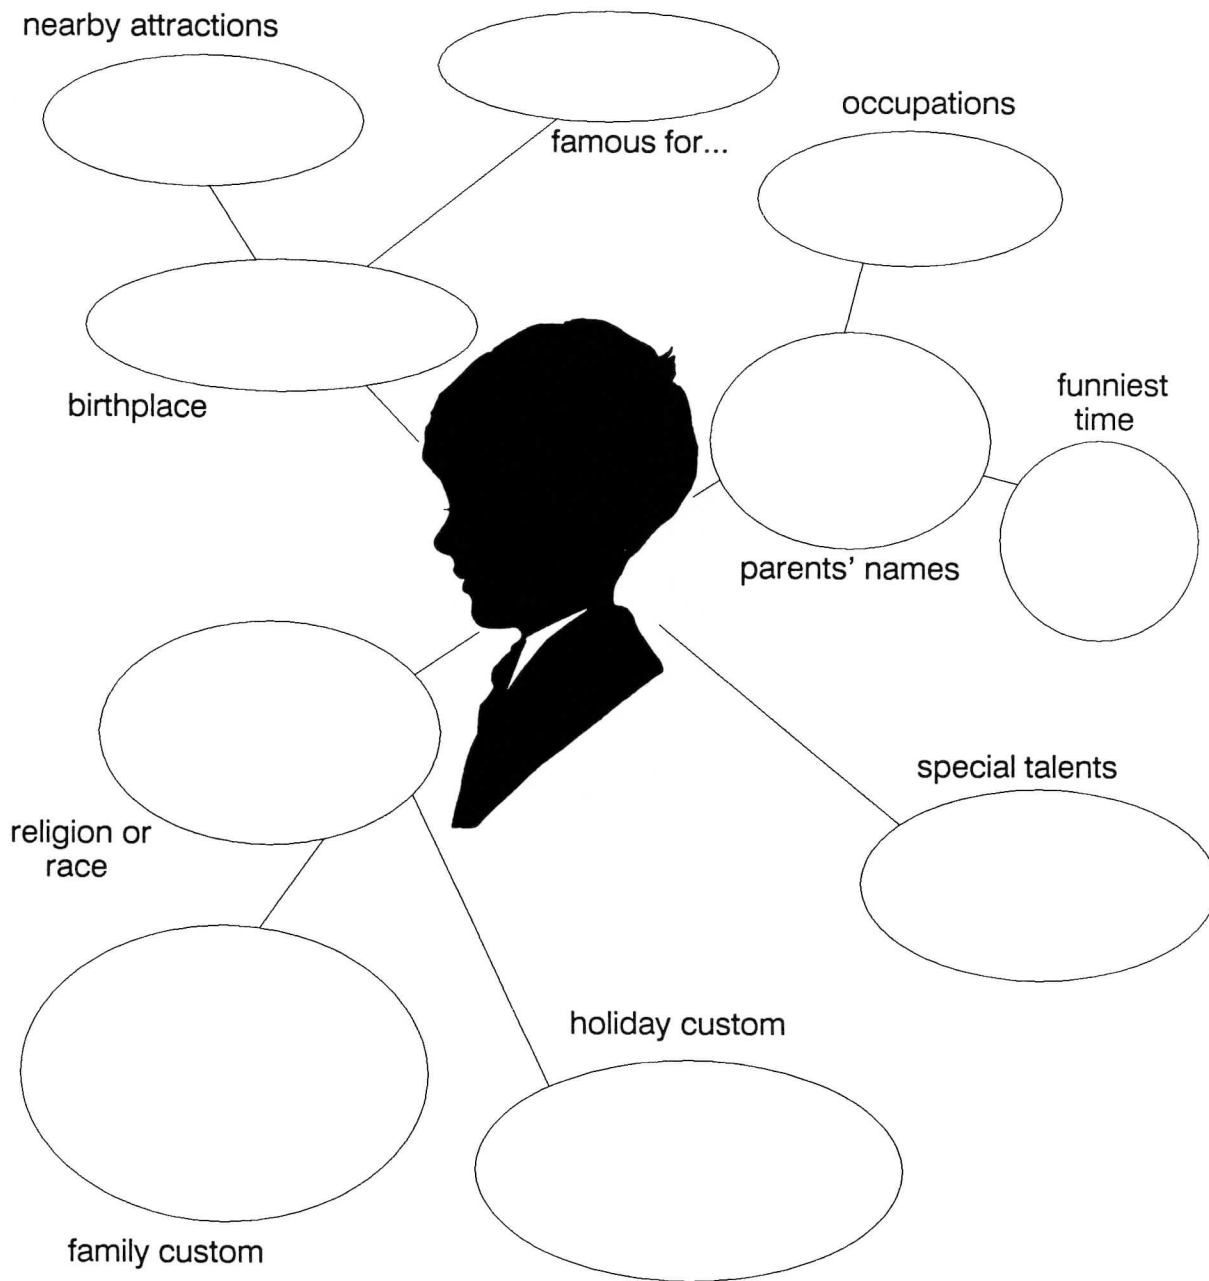 nearby attractions
famous for...
occupations
birthplace
funniest
time
parents' names
special talents
religion or
race
holiday custom
family custom